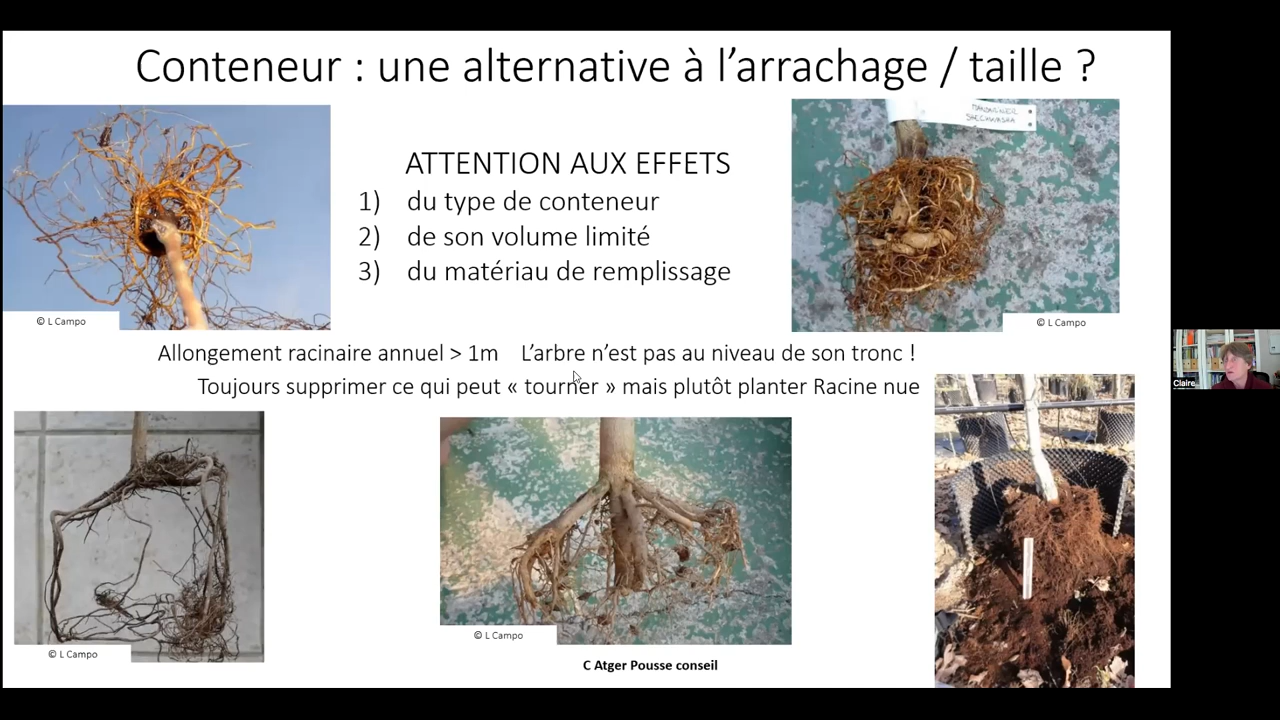 Conteneur : une alternative à l’arrachage / taille ?
MANDARINIER
SATSUMA
ATTENTION AUX EFFETS
1) du type de conteneur
2) de son volume limité
3) du matériau de remplissage
© L Campo
© L Campo
Allongement racinaire annuel > 1m L’arbre n’est pas au niveau de son tronc !
Toujours supprimer ce qui peut « tourner » mais plutôt planter Racine nue
Claire
© L Campo
© L Campo
C Atger Pousse conseil